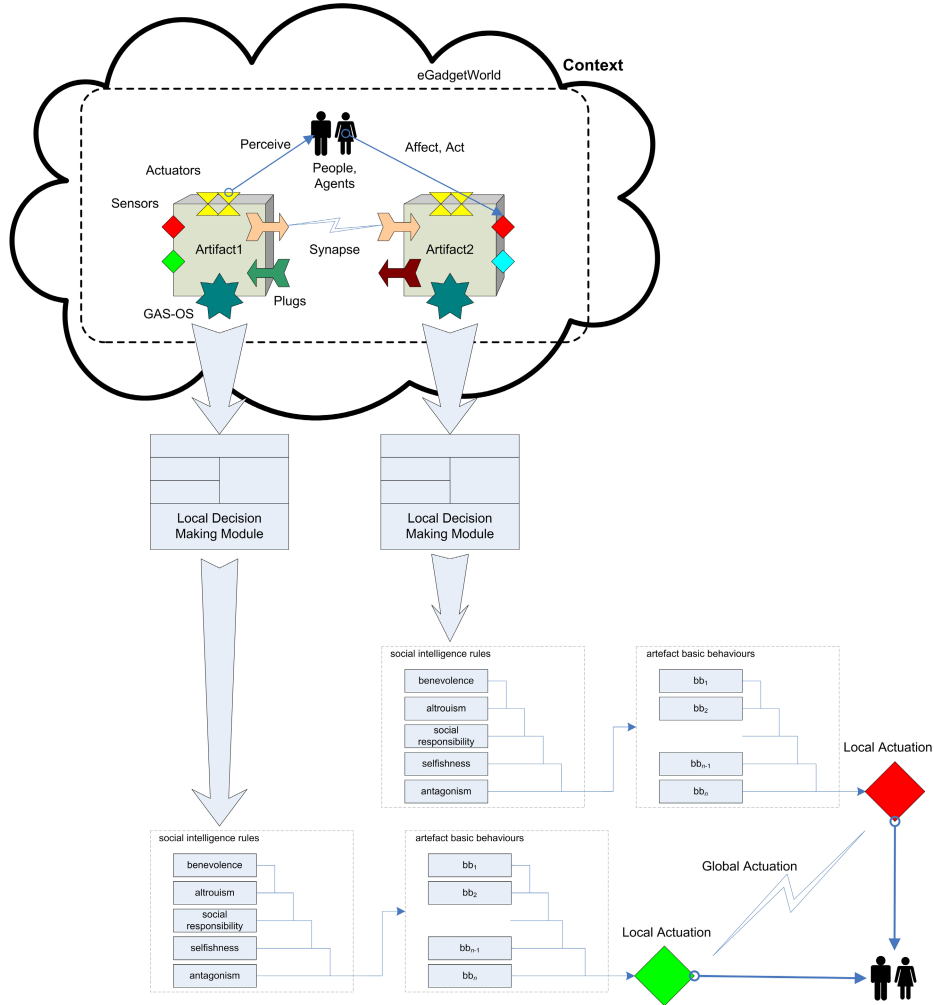 Context
eGadgetWorld
Perceive
Affect, Act
Actuators
People,
Agents
Sensors
Artifact1
Synapse
Artifact2
Plugs
GAS-OS
Local Decision
Making Module
Local Decision
Making Module
social intelligence rules
benevolence
altrouism
social
responsibility
selfishness
antagonism
artefact basic behaviours
bb1
bb2
bbn-1
bbn
Local Actuation
Global Actuation
social intelligence rules
benevolence
altrouism
social
responsibility
selfishness
antagonism
artefact basic behaviours
bb1
bb2
bbn-1
bbn
Local Actuation